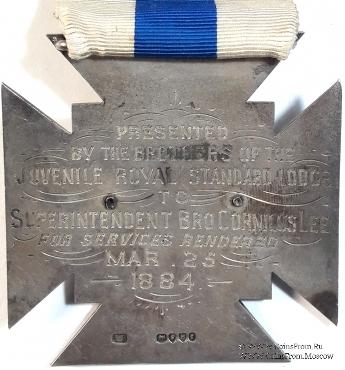 PRESENTED
BY THE BROTHERS OF THE
JUVENILE ROYAL STANDARD LODGE
TO
SUPERINTENDENT BRO CORNILUS LEE
FOR SERVICES RENDERED
MAR 25
1884